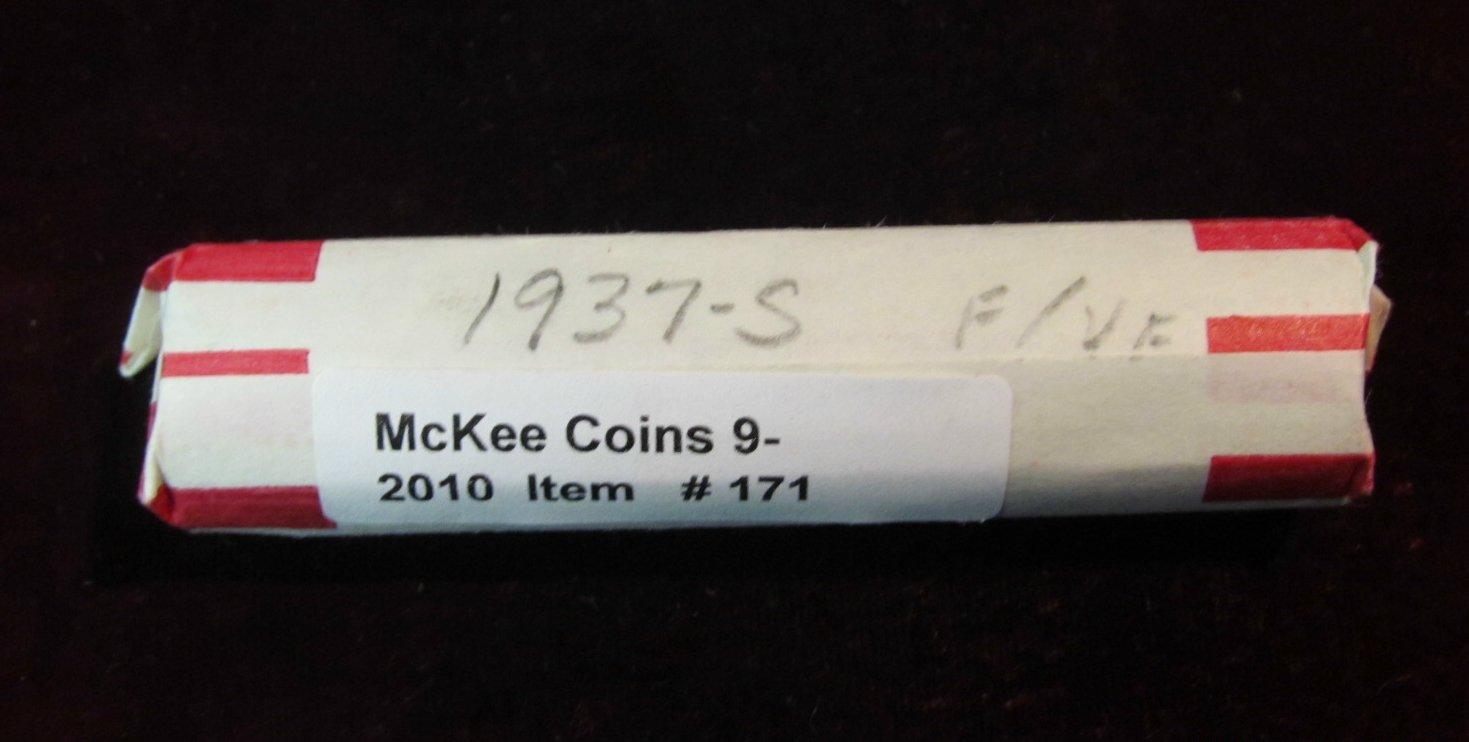 1937-S F/VF
McKee Coins 9-
2010 Item # 171